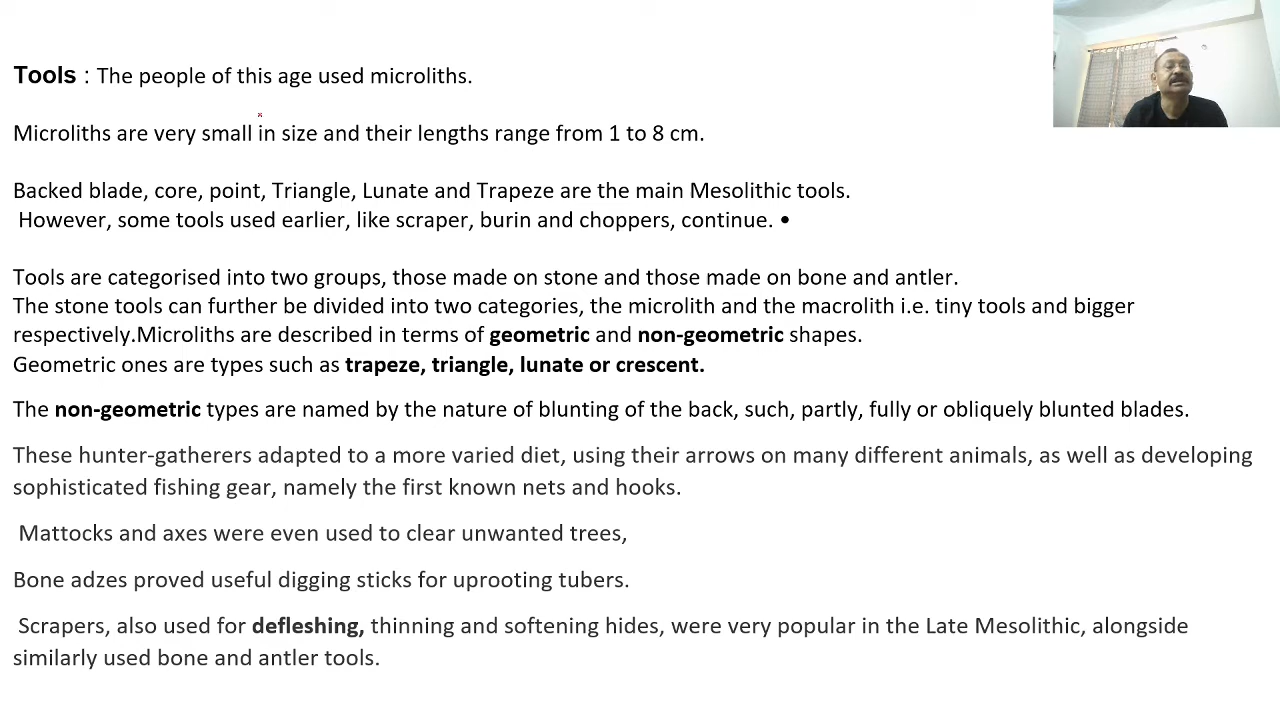 Tools : The people of this age used microliths.
Microliths are very small in size and their lengths range from 1 to 8 cm.
Backed blade, core, point, Triangle, Lunate and Trapeze are the main Mesolithic tools.
However, some tools used earlier, like scraper, burin and choppers, continue. •
Tools are categorised into two groups, those made on stone and those made on bone and antler.
The stone tools can further be divided into two categories, the microlith and the macrolith i.e. tiny tools and bigger
respectively.Microliths are described in terms of geometric and non-geometric shapes.
Geometric ones are types such as trapeze, triangle, lunate or crescent.
The non-geometric types are named by the nature of blunting of the back, such, partly, fully or obliquely blunted blades.
These hunter-gatherers adapted to a more varied diet, using their arrows on many different animals, as well as developing
sophisticated fishing gear, namely the first known nets and hooks.
Mattocks and axes were even used to clear unwanted trees,
Bone adzes proved useful digging sticks for uprooting tubers.
Scrapers, also used for defleshing, thinning and softening hides, were very popular in the Late Mesolithic, alongside
similarly used bone and antler tools.